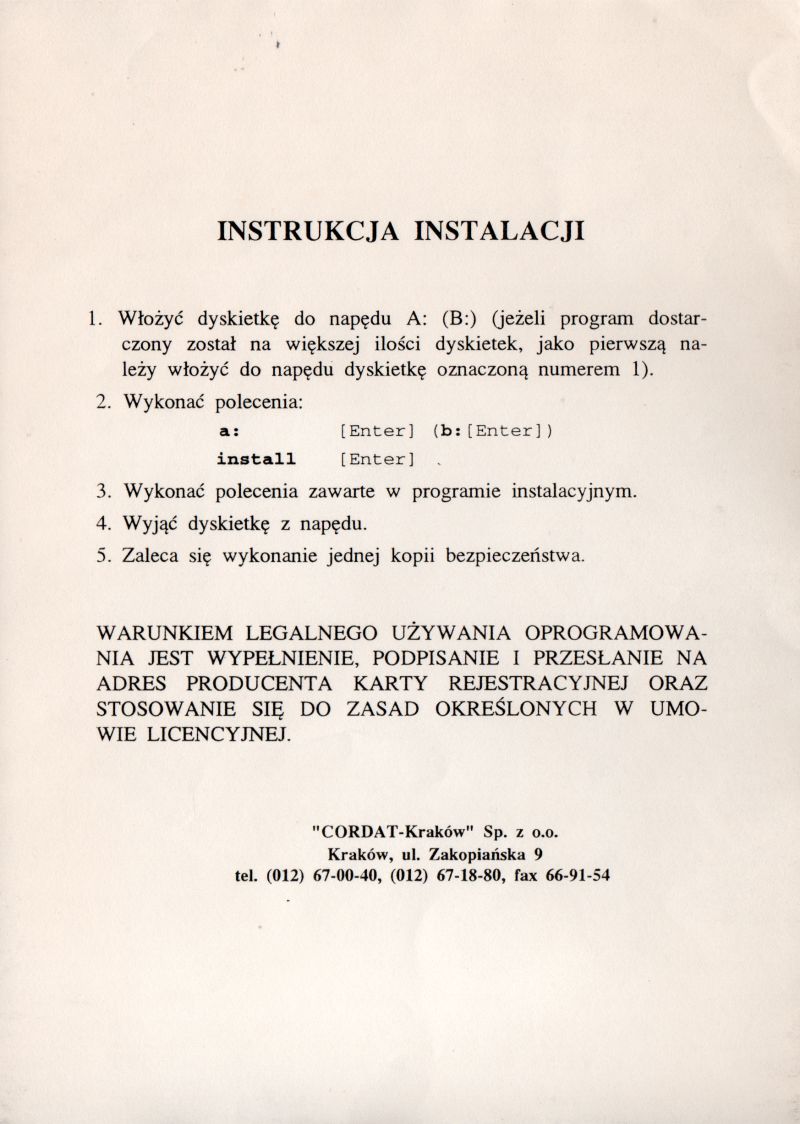 INSTRUKCJA INSTALACJI
1. Włożyć dyskietkę do napędu A: (B:) (jeżeli program dostar-
czony został na większej ilości dyskietek, jako pierwszą na-
leży włożyć do napędu dyskietkę oznaczoną numerem 1).
2. Wykonać polecenia:
a: [Enter] (b:[Enter])
install [Enter] .
3. Wykonać polecenia zawarte w programie instalacyjnym.
4. Wyjąć dyskietkę z napędu.
5. Zaleca się wykonanie jednej kopii bezpieczeństwa.
WARUNKIEM LEGALNEGO UŻYWANIA OPROGRAMOWA-
NIA JEST WYPEŁNIENIE, PODPISANIE I PRZESŁANIE NA
ADRES PRODUCENTA KARTY REJESTRACYJNEJ ORAZ
STOSOWANIE SIĘ DO ZASAD OKREŚLONYCH W UMO-
WIE LICENCYJNEJ.
"CORDAT-Kraków" Sp. z o.o.
Kraków, ul. Zakopiańska 9
tel. (012) 67-00-40, (012) 67-18-80, fax 66-91-54